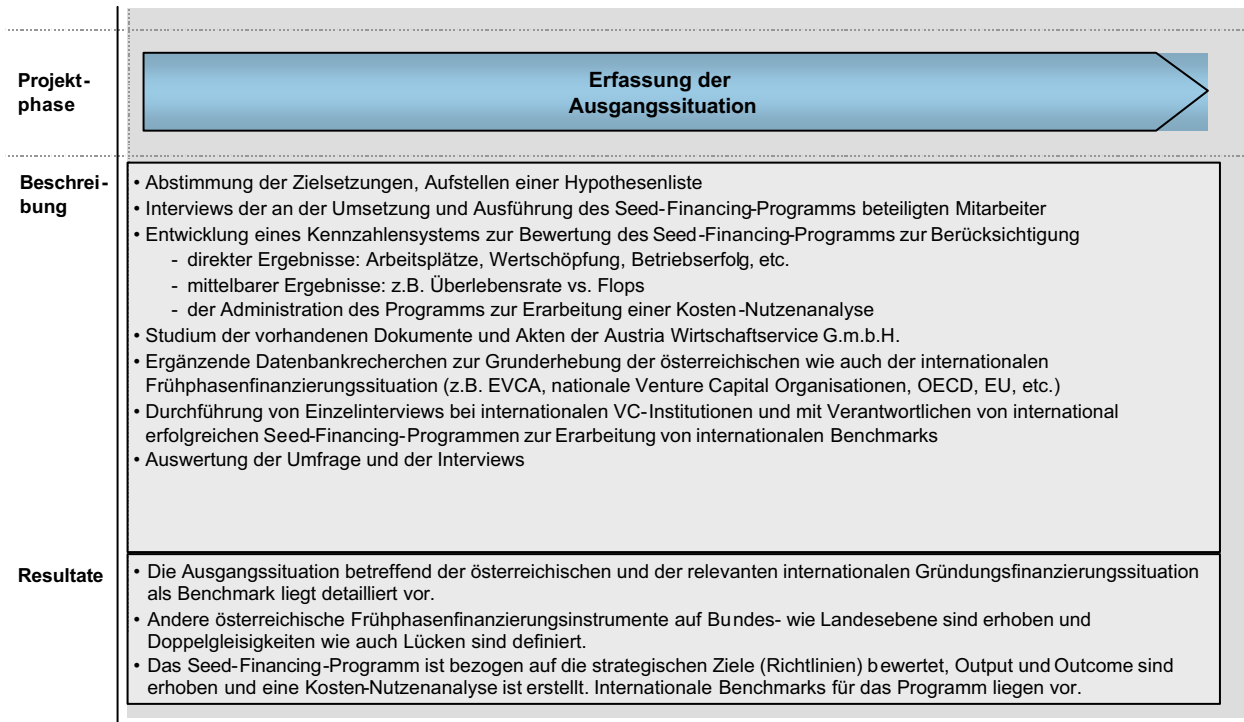 Projekt-
phase
Erfassung der
Ausgangssituation
Beschrei-
bung
• Abstimmung der Zielsetzungen, Aufstellen einer Hypothesenliste
• Interviews der an der Umsetzung und Ausführung des Seed-Financing-Programms beteiligten Mitarbeiter
• Entwicklung eines Kennzahlensystems zur Bewertung des Seed-Financing-Programms zur Berücksichtigung
- direkter Ergebnisse: Arbeitsplätze, Wertschöpfung, Betriebserfolg, etc.
- mittelbarer Ergebnisse: z.B. Überlebensrate vs. Flops
- der Administration des Programms zur Erarbeitung einer Kosten-Nutzenanalyse
• Studium der vorhandenen Dokumente und Akten der Austria Wirtschaftservice G.m.b.H.
• Ergänzende Datenbankrecherchen zur Grunderhebung der österreichischen wie auch der internationalen
Frühphasenfinanzierungssituation (z.B. EVCA, nationale Venture Capital Organisationen, OECD, EU, etc.)
• Durchführung von Einzelinterviews bei internationalen VC-Institutionen und mit Verantwortlichen von international
erfolgreichen Seed-Financing-Programmen zur Erarbeitung von internationalen Benchmarks
• Auswertung der Umfrage und der Interviews
Resultate
• Die Ausgangssituation betreffend der österreichischen und der relevanten internationalen Gründungsfinanzierungssituation
als Benchmark liegt detailliert vor.
• Andere österreichische Frühphasenfinanzierungsinstrumente auf Bundes- wie Landesebene sind erhoben und
Doppelgleisigkeiten wie auch Lücken sind definiert.
• Das Seed-Financing-Programm ist bezogen auf die strategischen Ziele (Richtlinien) bewertet, Output und Outcome sind
erhoben und eine Kosten-Nutzenanalyse ist erstellt. Internationale Benchmarks für das Programm liegen vor.